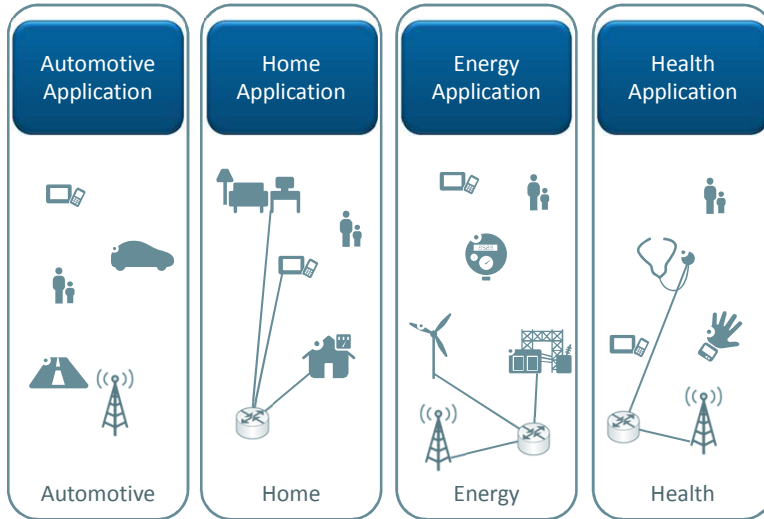 Automotive
Application
Home
Application
Energy
Application
Health
Application
Automotive
Home
Energy
Health